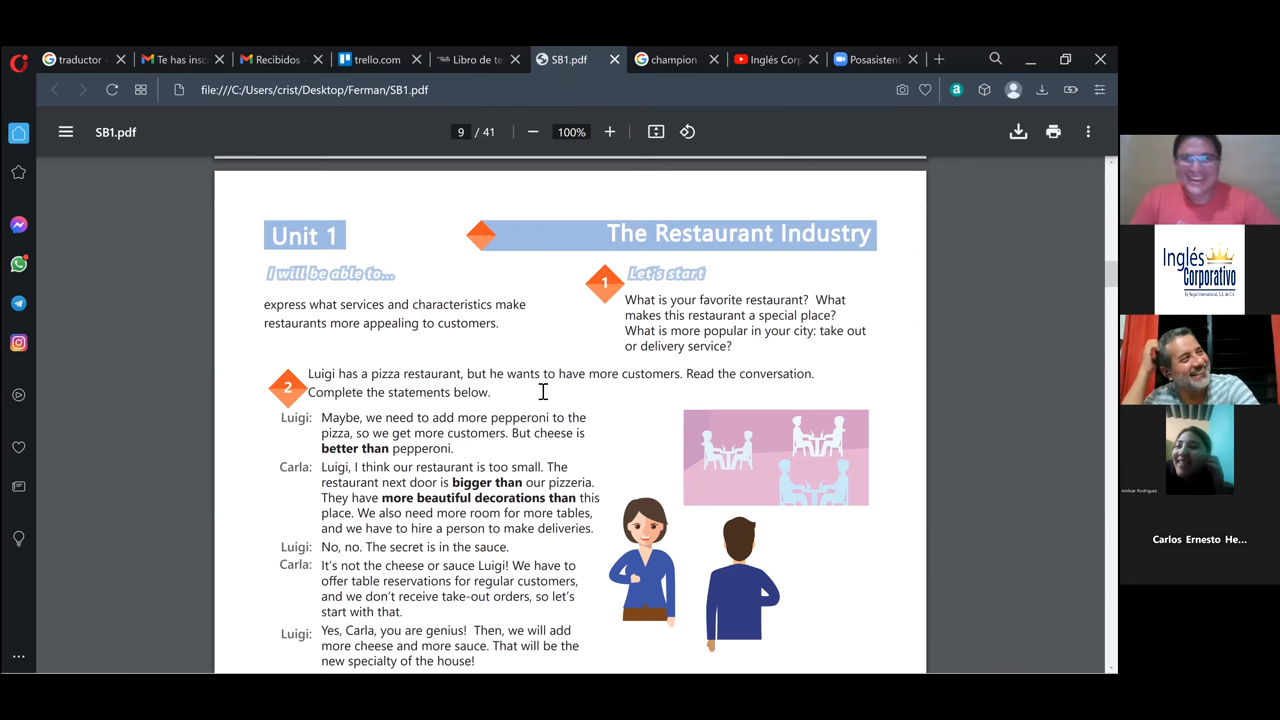 traducto
Te has insc
Recibidos -
trello.com
Libro de te
SB1.pdf
champion -
Inglés Corp
Posasistent
file:///C:/Users/crist/Desktop/Ferman/SB1.pdf
SB1.pdf
9 / 41
100%
Unit 1
The Restaurant Industry
I will be able to...
1
Let's start
express what services and characteristics make
restaurants more appealing to customers.
What is your favorite restaurant? What
makes this restaurant a special place?
What is more popular in your city: take out
or delivery service?
2
Luigi has a pizza restaurant, but he wants to have more customers. Read the conversation.
Complete the statements below.
Luigi: Maybe, we need to add more pepperoni to the
pizza, so we get more customers. But cheese is
better than pepperoni.
Carla: Luigi, I think our restaurant is too small. The
restaurant next door is bigger than our pizzeria.
They have more beautiful decorations than this
place. We also need more room for more tables,
and we have to hire a person to make deliveries.
Luigi: No, no. The secret is in the sauce.
Carla: It's not the cheese or sauce Luigi! We have to
offer table reservations for regular customers,
and we don't receive take-out orders, so let's
start with that.
Luigi: Yes, Carla, you are genius! Then, we will add
more cheese and more sauce. That will be the
new specialty of the house!
Inglés
Corporativo
By Regal International, S.A. de C.V.
Amilcar Rodriguez
Carlos Ernesto He...